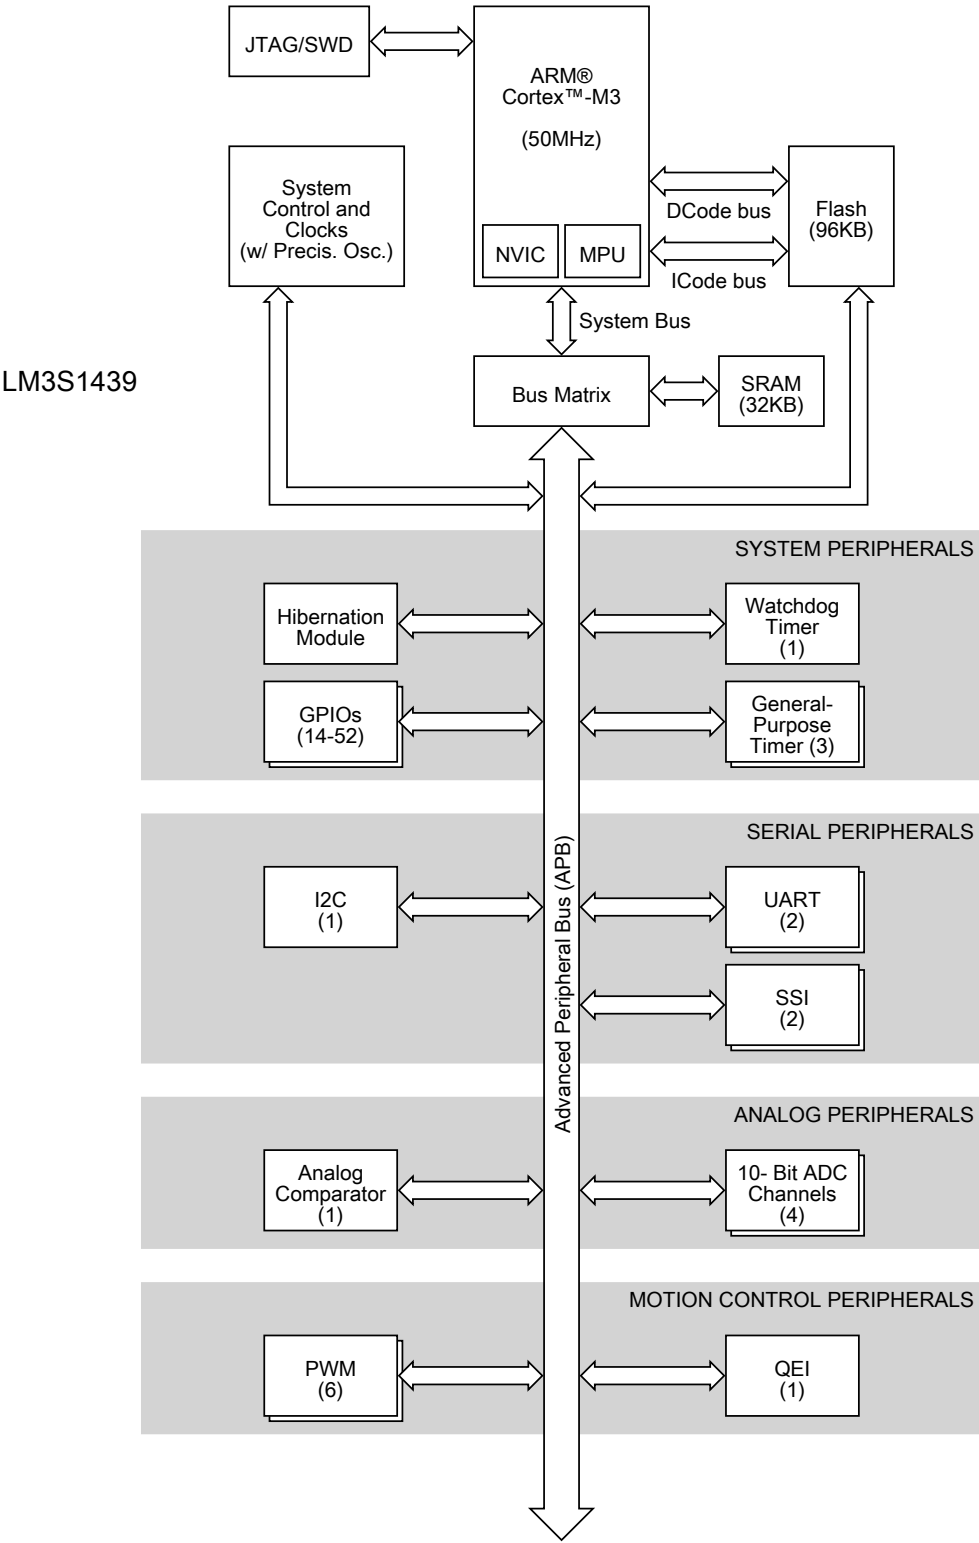 JTAG/SWD
ARM®
Cortex™-M3
(50MHz)
System
Control and
Clocks
(w/ Precis. Osc.)
DCode bus
Flash
(96KB)
NVIC
MPU
ICode bus
System Bus
LM3S1439
Bus Matrix
SRAM
(32KB)
SYSTEM PERIPHERALS
Hibernation
Module
Watchdog
Timer
(1)
GPIOs
(14-52)
General-
Purpose
Timer (3)
SERIAL PERIPHERALS
Advanced Peripheral Bus (APB)
I2C
(1)
UART
(2)
SSI
(2)
ANALOG PERIPHERALS
Analog
Comparator
(1)
10- Bit ADC
Channels
(4)
MOTION CONTROL PERIPHERALS
PWM
(6)
QEI
(1)